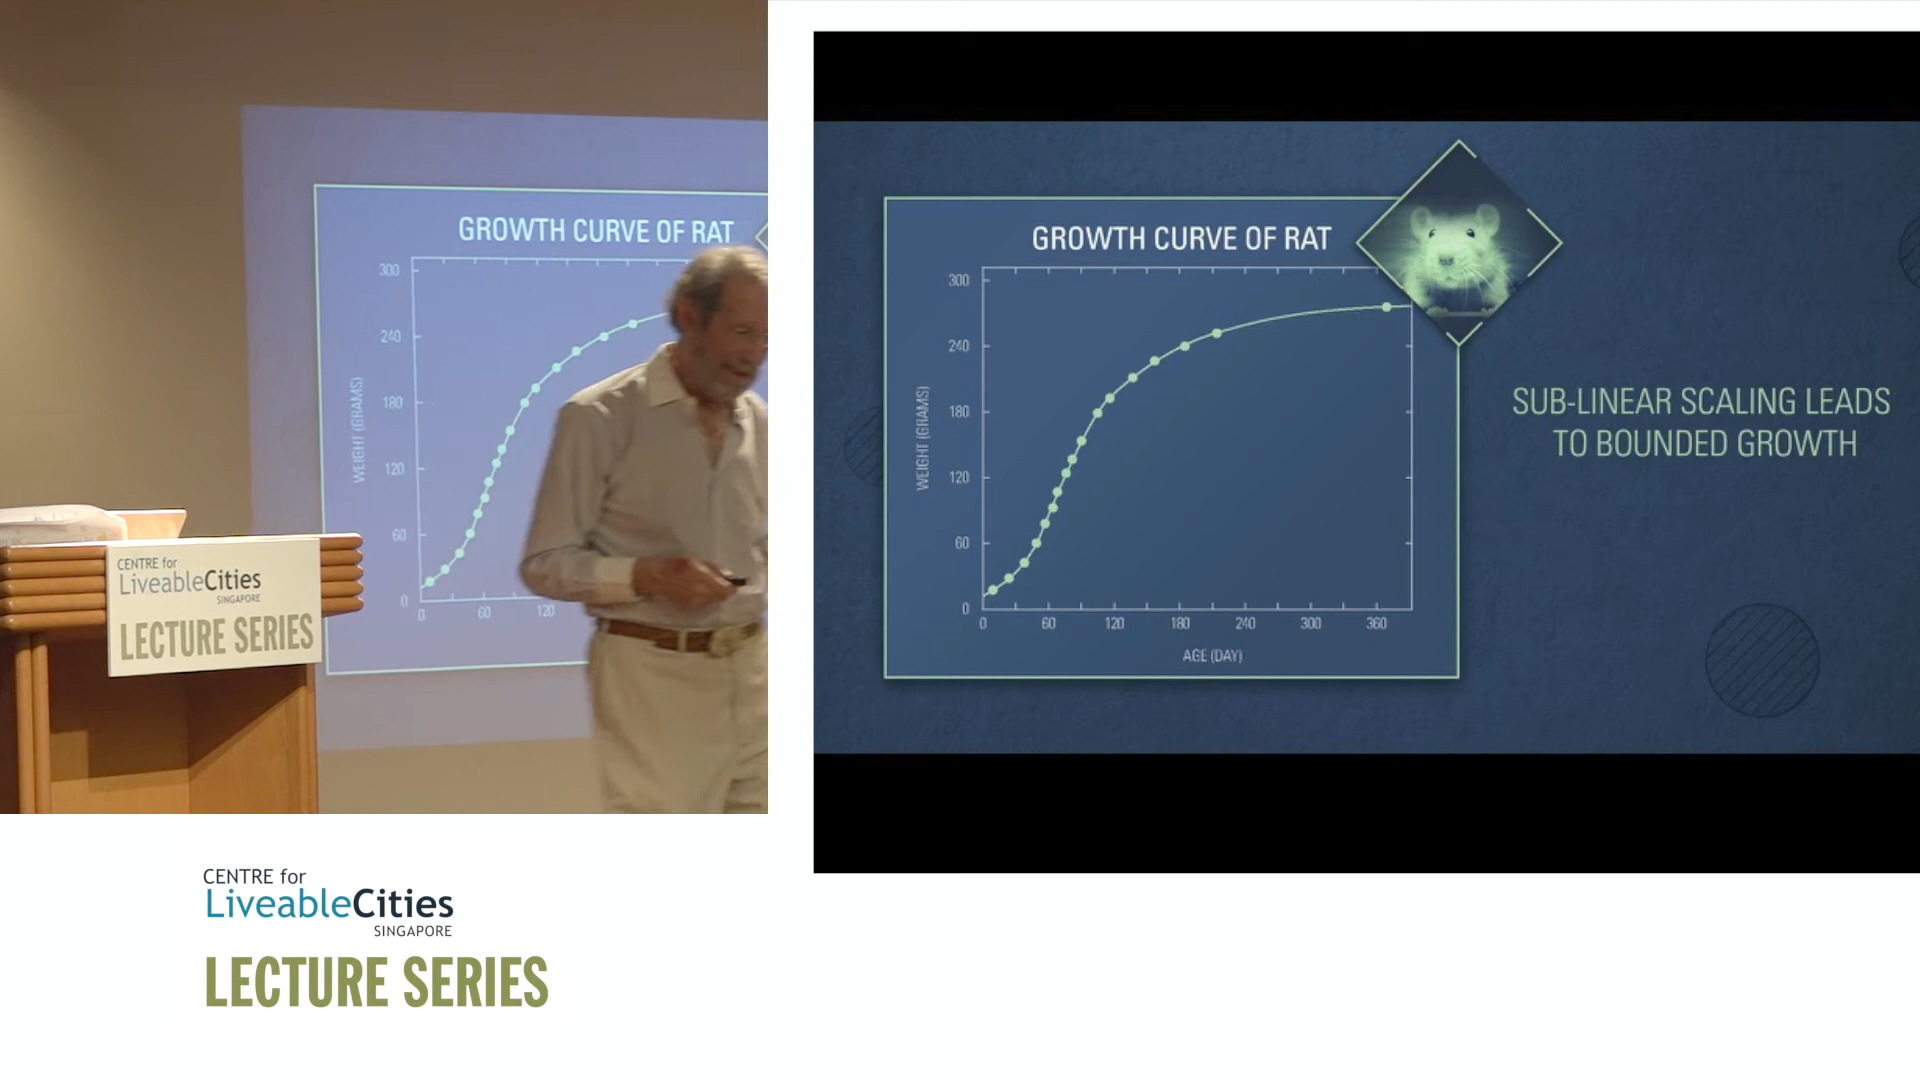 GROWTH CURVE OF RAT
300
240
180
120
60
0
WEIGHT (GRAMS)
0
60
120
CENTRE for
LiveableCities
SINGAPORE
LECTURE SERIES
GROWTH CURVE OF RAT
300
240
180
120
60
0
WEIGHT (GRAMS)
0
60
120
180
240
300
360
AGE (DAY)
SUB-LINEAR SCALING LEADS
TO BOUNDED GROWTH
CENTRE for
LiveableCities
SINGAPORE
LECTURE SERIES